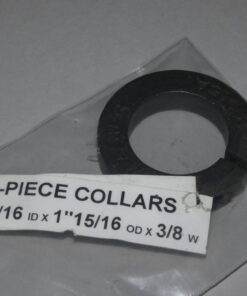 -PIECE COLLARS
/16 ID X 1"15/16 OD X 3/8 W